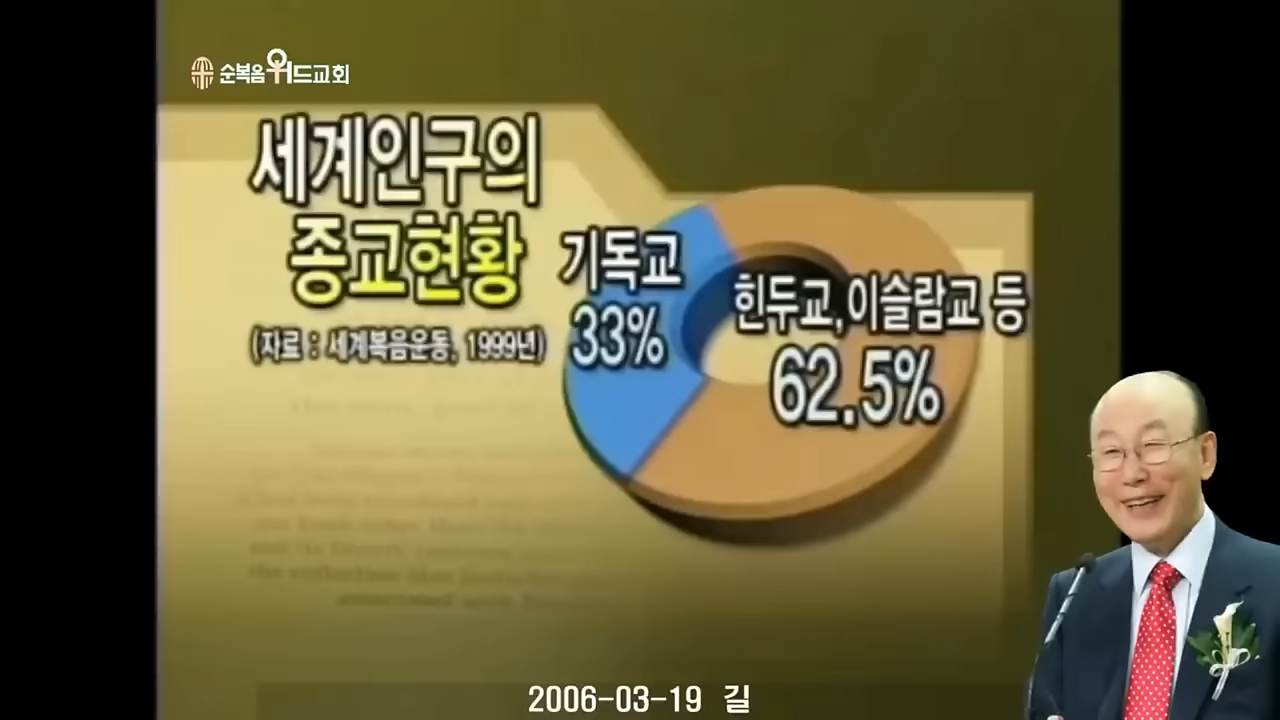 순복음위드교회
세계인구의
종교현황
(자료 : 세계복음운동, 1999년)
기독교
33%
힌두교,이슬람교 등
62.5%
2006-03-19 길